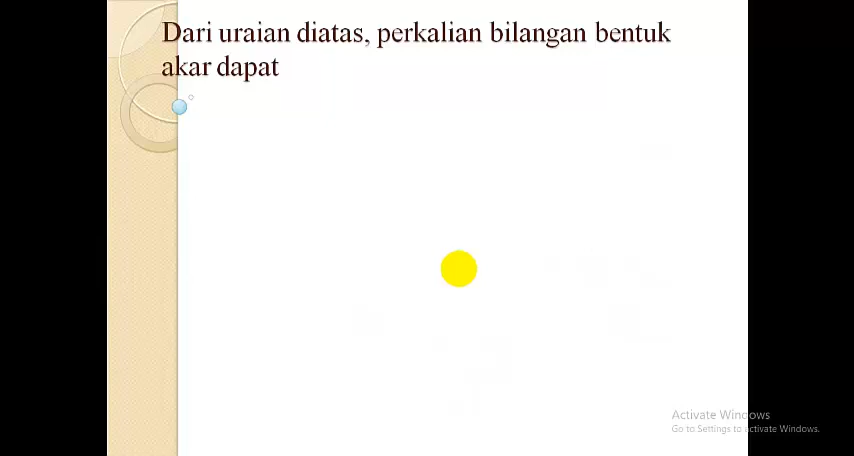 Dari uraian diatas, perkalian bilangan bentuk
akar dapat
Activate Windows
Go to Settings to activate Windows.